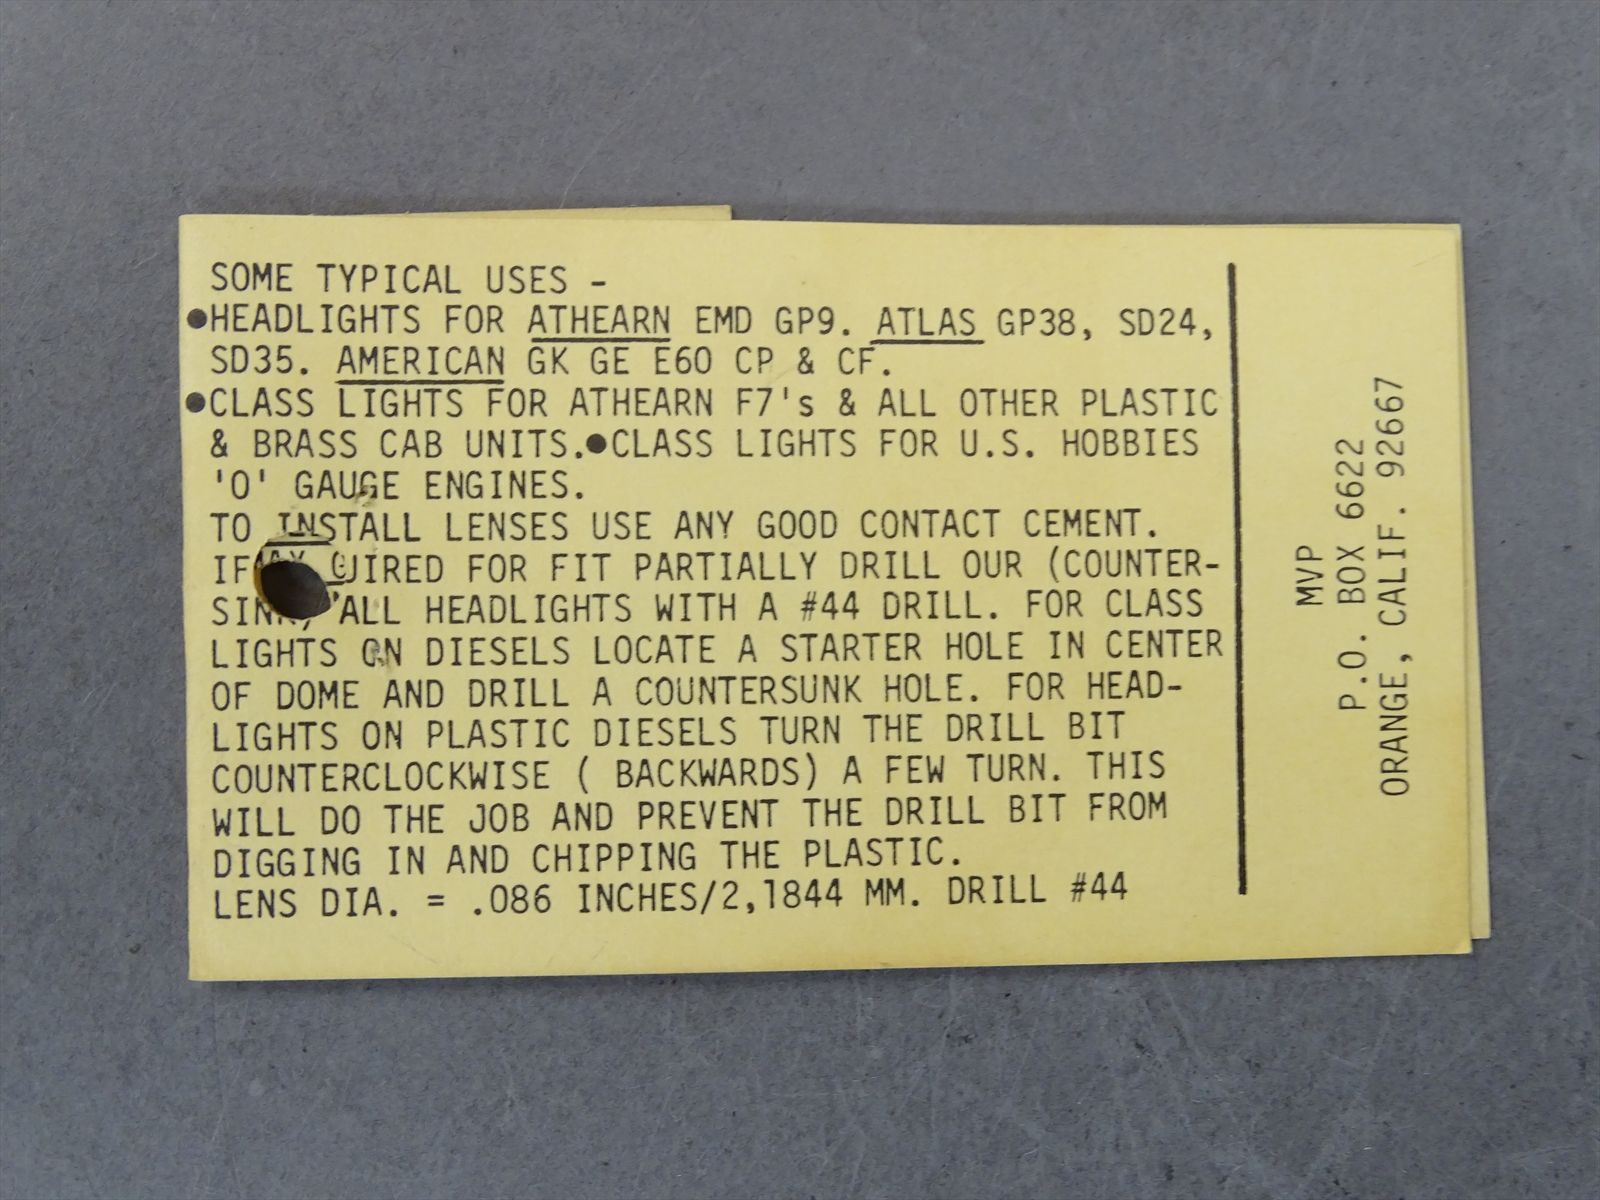 SOME TYPICAL USES -
●HEADLIGHTS FOR ATHEARN EMD GP9. ATLAS GP38, SD24,
SD35. AMERICAN GK GE E60 CP & CF.
●CLASS LIGHTS FOR ATHEARN F7's & ALL OTHER PLASTIC
& BRASS CAB UNITS.●CLASS LIGHTS FOR U.S. HOBBIES
'O' GAUGE ENGINES.
TO INSTALL LENSES USE ANY GOOD CONTACT CEMENT.
IF FOR FIT PARTIALLY DRILL OUR (COUNTER-
ALL HEADLIGHTS WITH A #44 DRILL. FOR CLASS
LIGHTS ON DIESELS LOCATE A STARTER HOLE IN CENTER
OF DOME AND DRILL A COUNTERSUNK HOLE. FOR HEAD-
LIGHTS ON PLASTIC DIESELS TURN THE DRILL BIT
COUNTERCLOCKWISE ( BACKWARDS) A FEW TURN. THIS
WILL DO THE JOB AND PREVENT THE DRILL BIT FROM
DIGGING IN AND CHIPPING THE PLASTIC.
LENS DIA. = .086 INCHES/2,1844 MM. DRILL #44
MVP
P.O. BOX 6622
ORANGE, CALIF. 92667